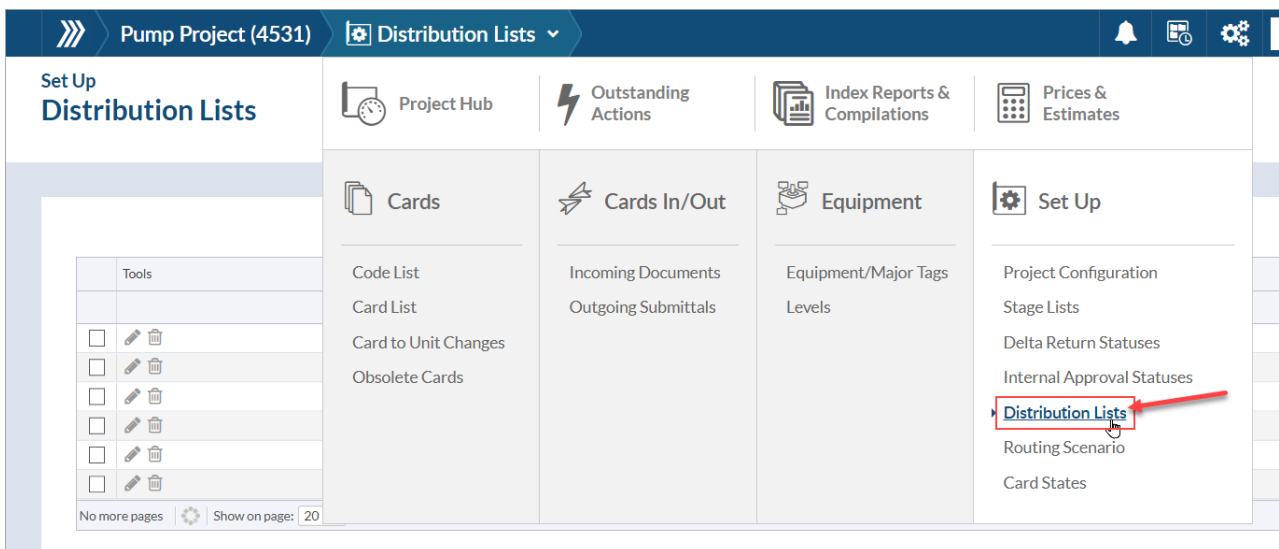 Pump Project (4531)
Distribution Lists
Set Up
Distribution Lists
Project Hub
Outstanding
Actions
Index Reports &
Compilations
Prices &
Estimates
Cards
Code List
Card List
Card to Unit Changes
Obsolete Cards
Cards In/Out
Incoming Documents
Outgoing Submittals
Equipment
Equipment/Major Tags
Levels
Set Up
Project Configuration
Stage Lists
Delta Return Statuses
Internal Approval Statuses
Distribution Lists
Routing Scenario
Card States
Tools
No more pages
Show on page: 20